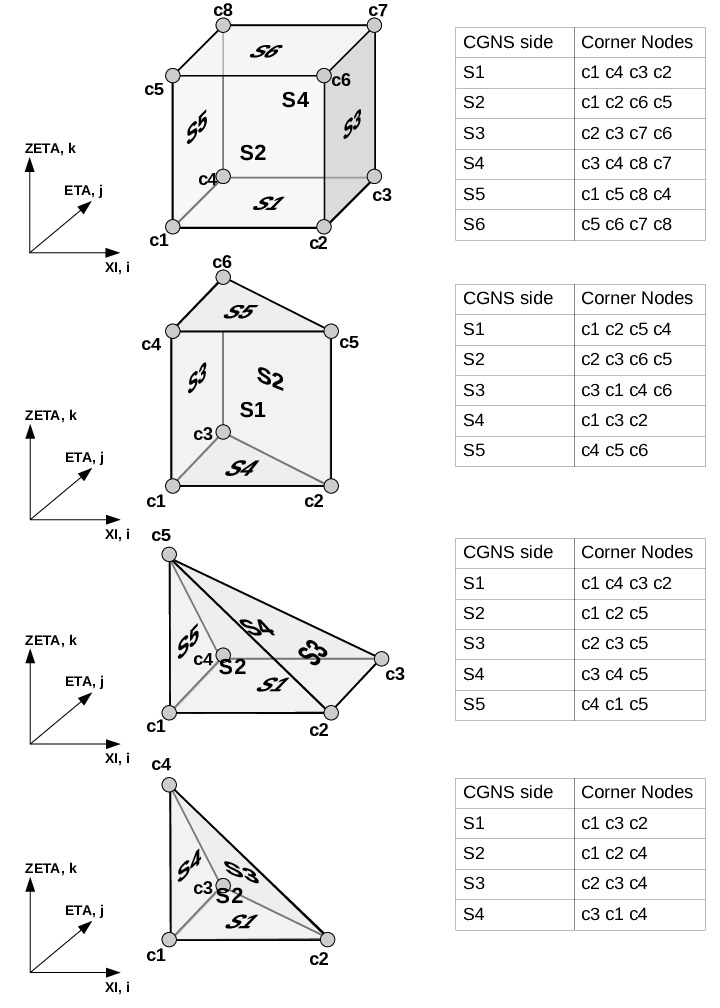 c8
c7
S6
c5
c6
S4
S5
S3
S2
ZETA, k
c4
ETA, j
c3
S1
c1
c2
XI, i
CGNS side Corner Nodes
S1 c1 c4 c3 c2
S2 c1 c2 c6 c5
S3 c2 c3 c7 c6
S4 c3 c4 c8 c7
S5 c1 c5 c8 c4
S6 c5 c6 c7 c8
c6
S5
c4
c5
S3
S2
S1
ZETA, k
c3
ETA, j
S4
c1
c2
XI, i
CGNS side Corner Nodes
S1 c1 c2 c5 c4
S2 c2 c3 c6 c5
S3 c3 c1 c4 c6
S4 c1 c3 c2
S5 c4 c5 c6
c5
S4
S5
ZETA, k
S3
c4
S2
c3
ETA, j
S1
c1
c2
XI, i
CGNS side Corner Nodes
S1 c1 c4 c3 c2
S2 c1 c2 c5
S3 c2 c3 c5
S4 c3 c4 c5
S5 c4 c1 c5
c4
S4
S3
ZETA, k
c3
S2
ETA, j
S1
c1
c2
XI, i
CGNS side Corner Nodes
S1 c1 c3 c2
S2 c1 c2 c4
S3 c2 c3 c4
S4 c3 c1 c4